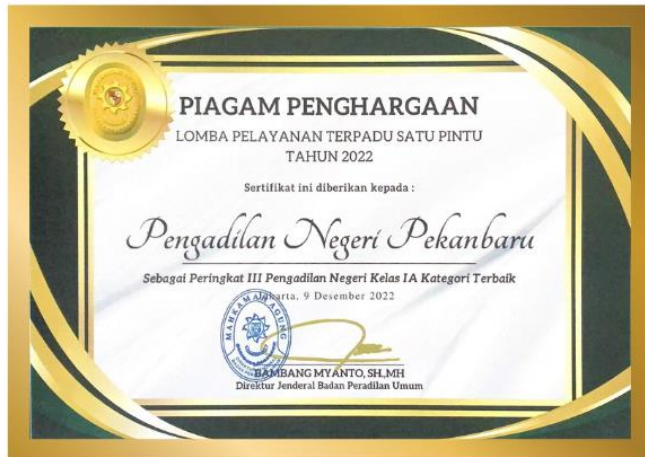 PIAGAM PENGHARGAAN
LOMBA PELAYANAN TERPADU SATU PINTU
TAHUN 2022
Sertifikat ini diberikan kepada :
Pengadilan Negeri Pekanbaru
Sebagai Peringkat III Pengadilan Negeri Kelas IA Kategori Terbaik
Jakarta, 9 Desember 2022
MAHKAMAH AGUNG
BAMBANG MYANTO, SH.,MH
Direktur Jenderal Badan Peradilan Umum